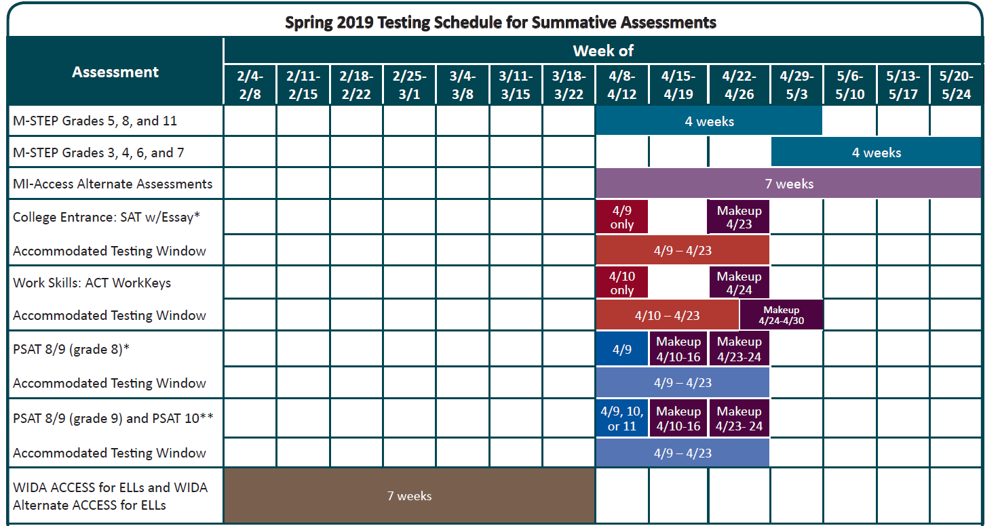 Spring 2019 Testing Schedule for Summative Assessments
Assessment
Week of
2/4-
2/8
2/11-
2/15
2/18-
2/22
2/25-
3/1
3/4-
3/8
3/11-
3/15
3/18-
3/22
4/8-
4/12
4/15-
4/19
4/22-
4/26
4/29-
5/3
5/6-
5/10
5/13-
5/17
5/20-
5/24
M-STEP Grades 5, 8, and 11
4 weeks
M-STEP Grades 3, 4, 6, and 7
4 weeks
MI-Access Alternate Assessments
7 weeks
College Entrance: SAT w/Essay*
4/9
only
Makeup
4/23
Accommodated Testing Window
4/9 – 4/23
Work Skills: ACT WorkKeys
4/10
only
Makeup
4/24
Accommodated Testing Window
4/10 – 4/23
Makeup
4/24-4/30
PSAT 8/9 (grade 8)*
4/9
Makeup
4/10-16
Makeup
4/23-24
Accommodated Testing Window
4/9 – 4/23
PSAT 8/9 (grade 9) and PSAT 10**
4/9, 10,
or 11
Makeup
4/10-16
Makeup
4/23- 24
Accommodated Testing Window
4/9 – 4/23
WIDA ACCESS for ELLs and WIDA
Alternate ACCESS for ELLs
7 weeks